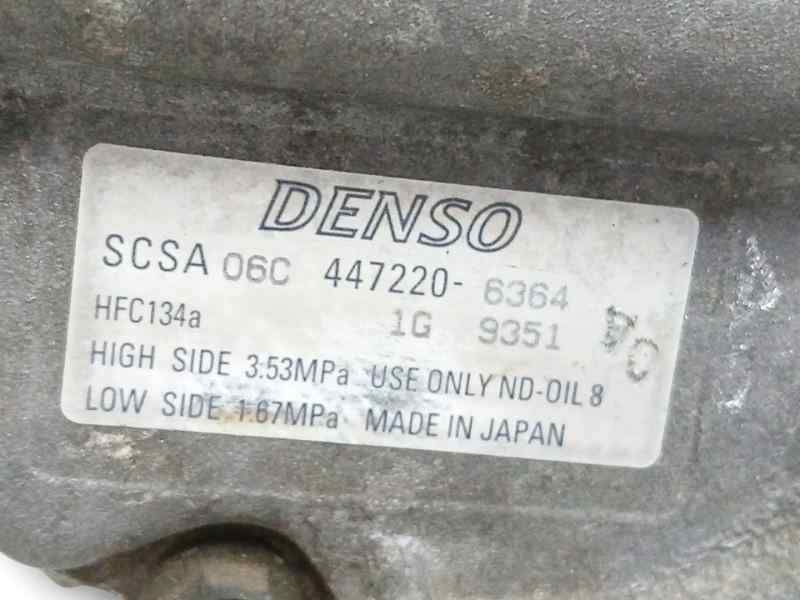 DENSO
SCSA 06C 447220-6364
HFC134a 1G 9351
HIGH SIDE 3.53MPa USE ONLY ND-OIL 8
LOW SIDE 1.67MPa MADE IN JAPAN